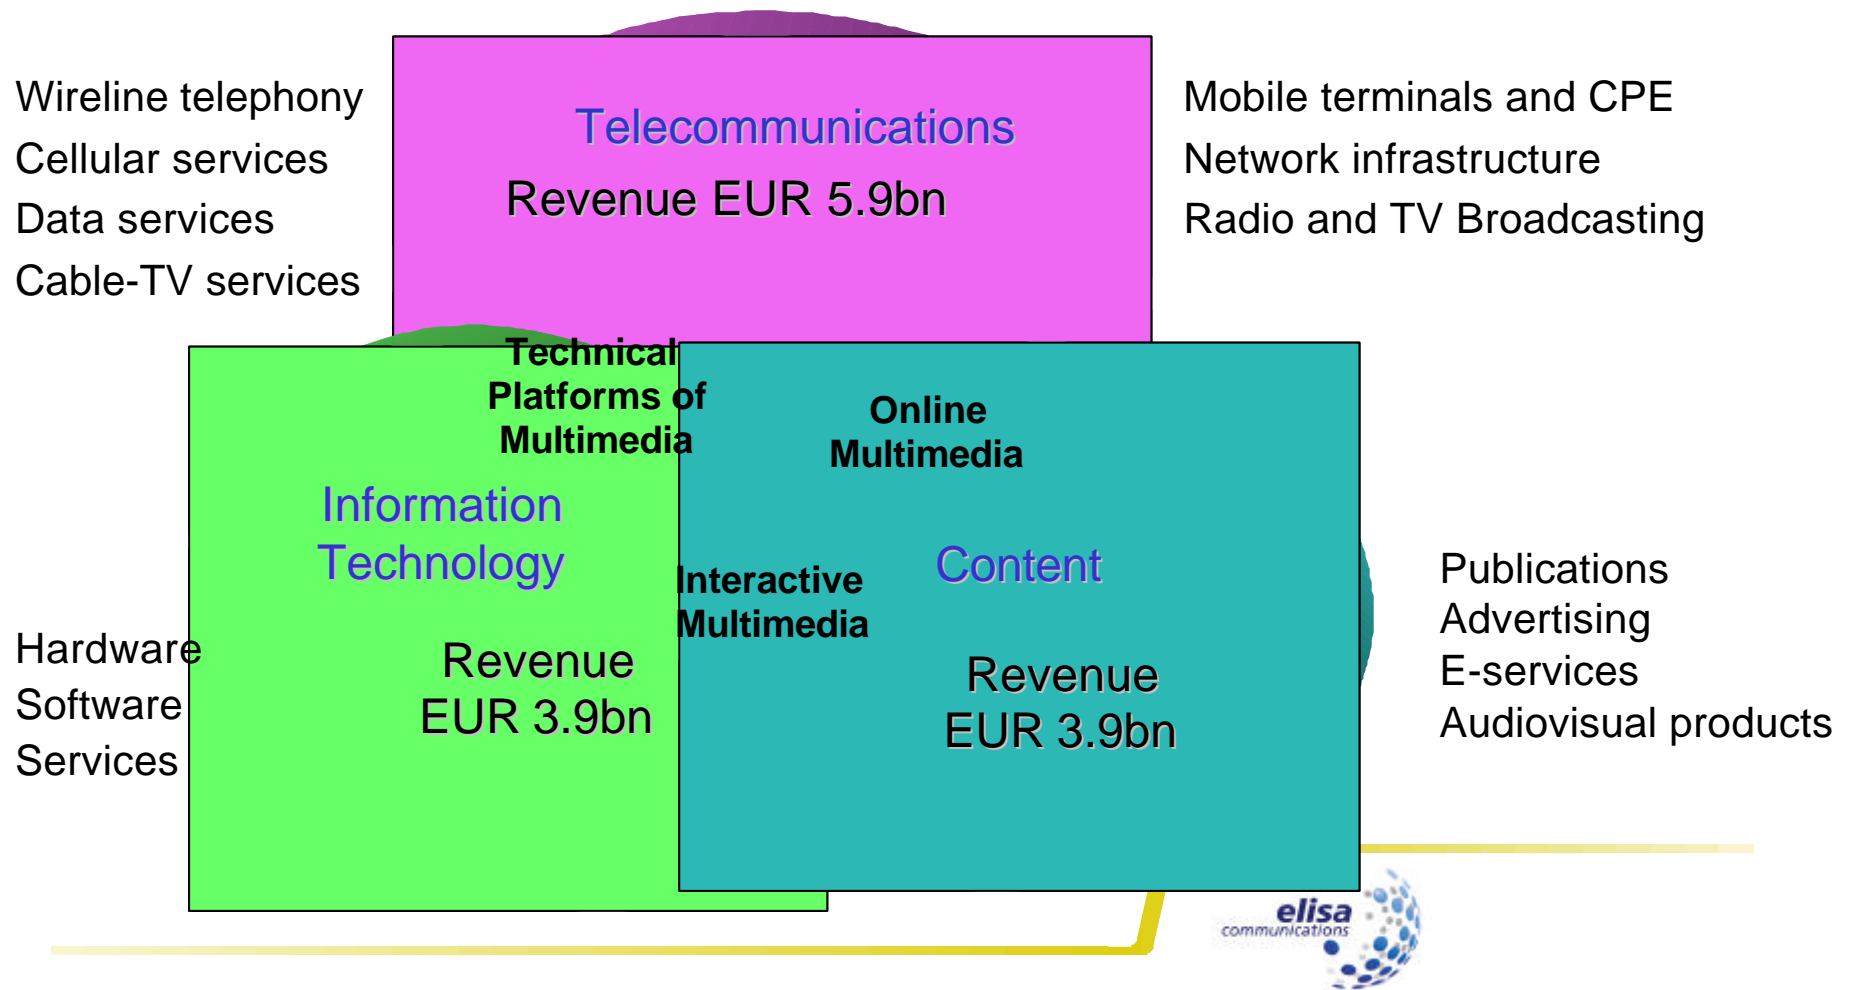 Wireline telephony
Cellular services
Data services
Cable-TV services
Telecommunications
Revenue EUR 5.9bn
Mobile terminals and CPE
Network infrastructure
Radio and TV Broadcasting
Technical
Platforms of
Multimedia
Online
Multimedia
Information
Technology
Interactive
Multimedia
Content
Hardware
Software
Services
Revenue
EUR 3.9bn
Revenue
EUR 3.9bn
Publications
Advertising
E-services
Audiovisual products
elisa
communications